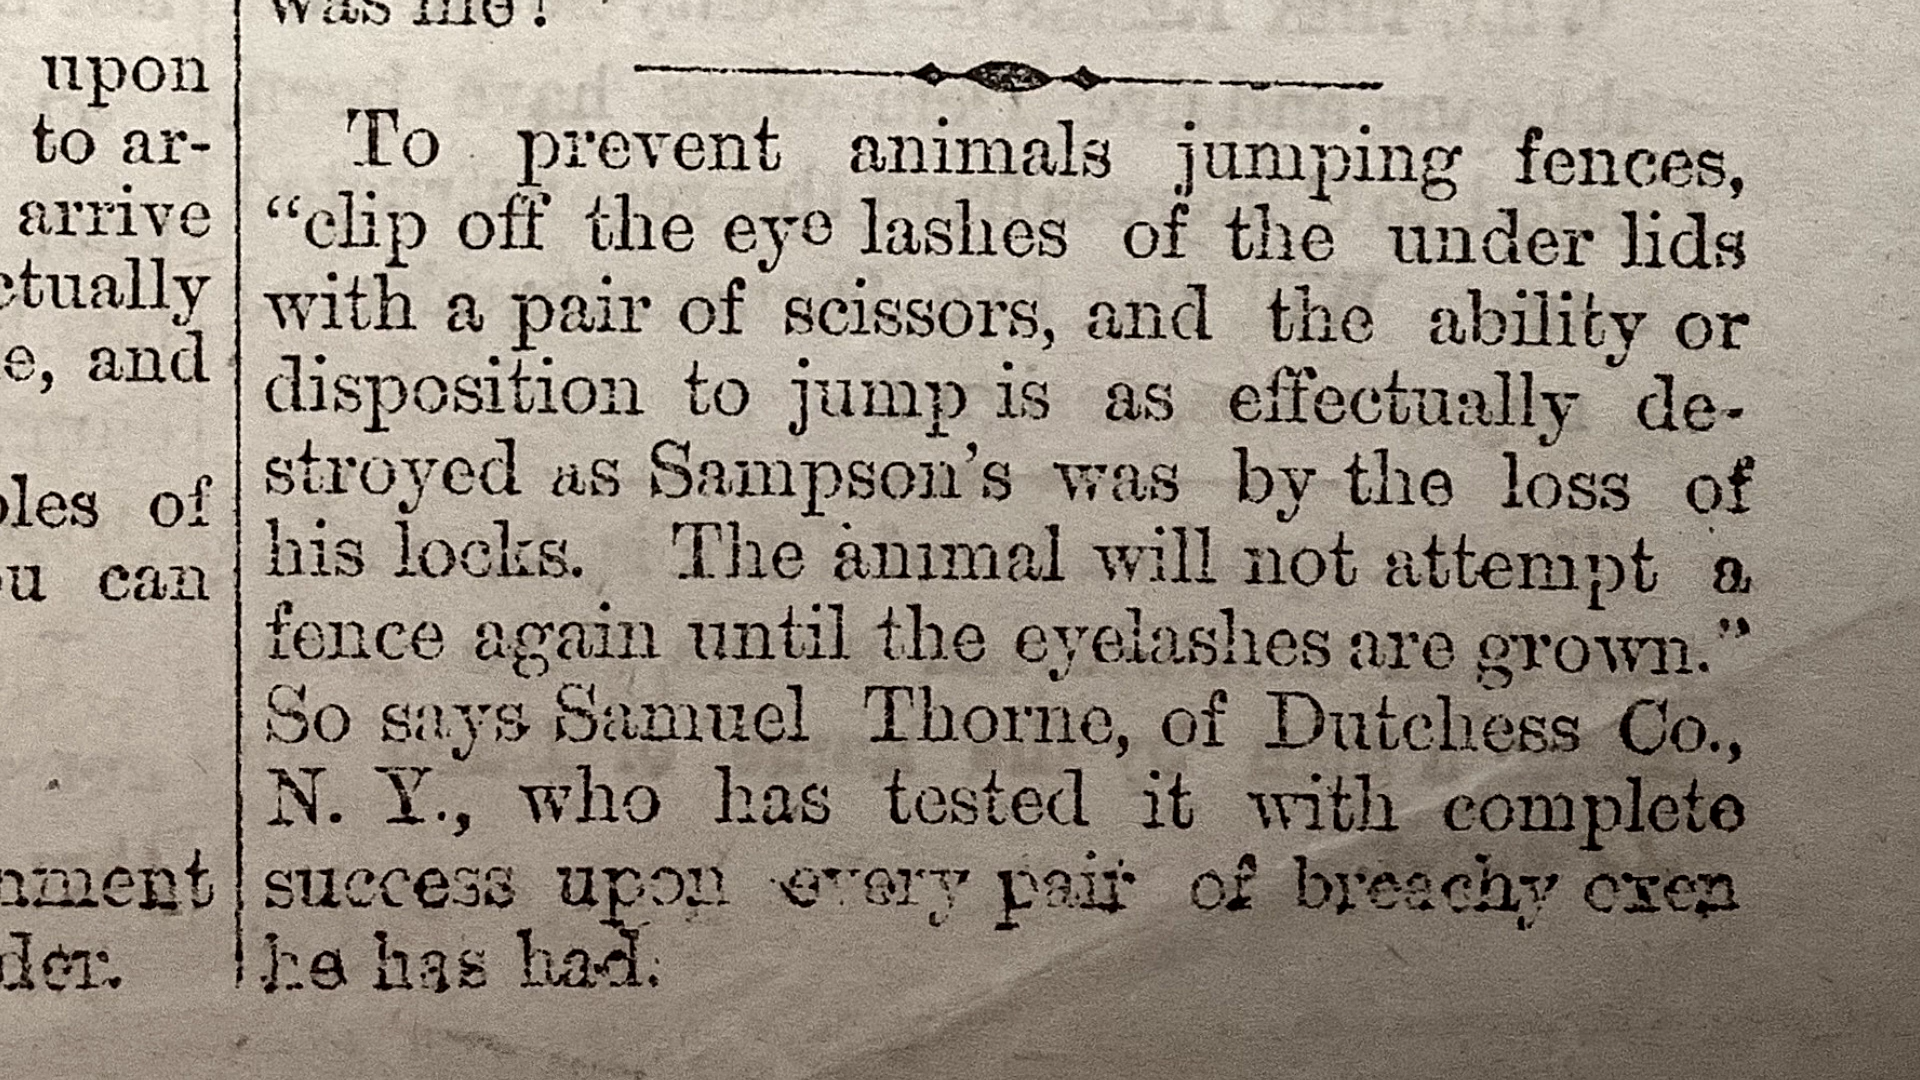 was me!
upon
to ar-
arrive
ctually
e, and
ples of
ou can
nment
der.
To prevent animals jumping fences,
“clip off the eye lashes of the under lids
with a pair of scissors, and the ability or
disposition to jump is as effectually de-
stroyed as Sampson's was by the loss of
his locks. The animal will not attempt a
fence again until the eyelashes are grown.”
So says Samuel Thorne, of Dutchess Co.,
N. Y., who has tested it with complete
success upon every pair of breachy oxen
he has had.